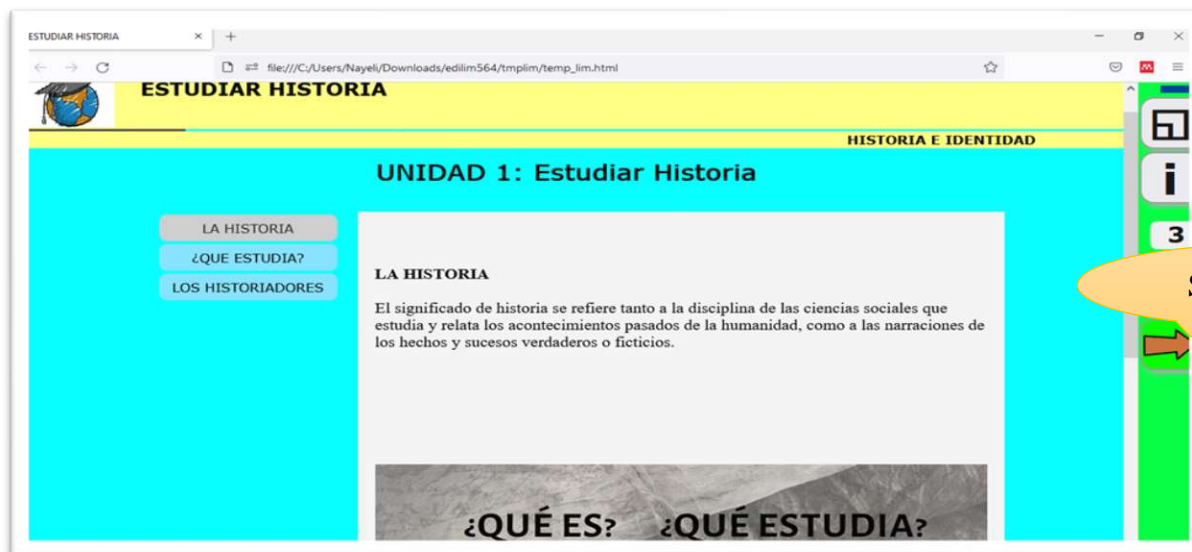 ESTUDIAR HISTORIA
file:///C:/Users/Nayeli/Downloads/edilim564/tmplim/temp_lim.html
ESTUDIAR HISTORIA
HISTORIA E IDENTIDAD
UNIDAD 1: Estudiar Historia
i
3
LA HISTORIA
¿QUE ESTUDIA?
LOS HISTORIADORES
LA HISTORIA
El significado de historia se refiere tanto a la disciplina de las ciencias sociales que
estudia y relata los acontecimientos pasados de la humanidad, como a las narraciones de
los hechos y sucesos verdaderos o ficticios.
S
¿QUÉ ES? ¿QUÉ ESTUDIA?